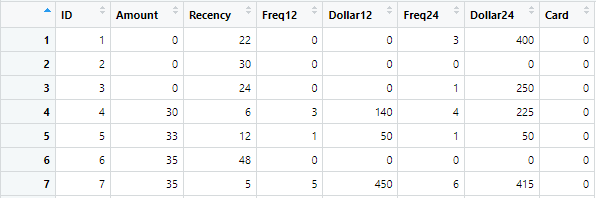 ID Amount Recency Freq12 Dollar12 Freq24 Dollar24 Card
1 1 0 22 0 0 3 400 0
2 2 0 30 0 0 0 0 0
3 3 0 24 0 0 1 250 0
4 4 30 6 3 140 4 225 0
5 5 33 12 1 50 1 50 0
6 6 35 48 0 0 0 0 0
7 7 35 5 5 450 6 415 0